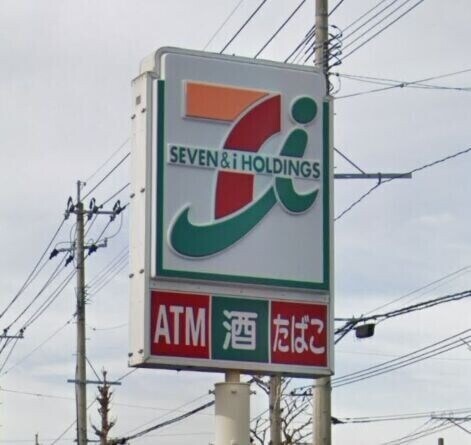 SEVEN&i HOLDINGS
ATM 酒 たばこ